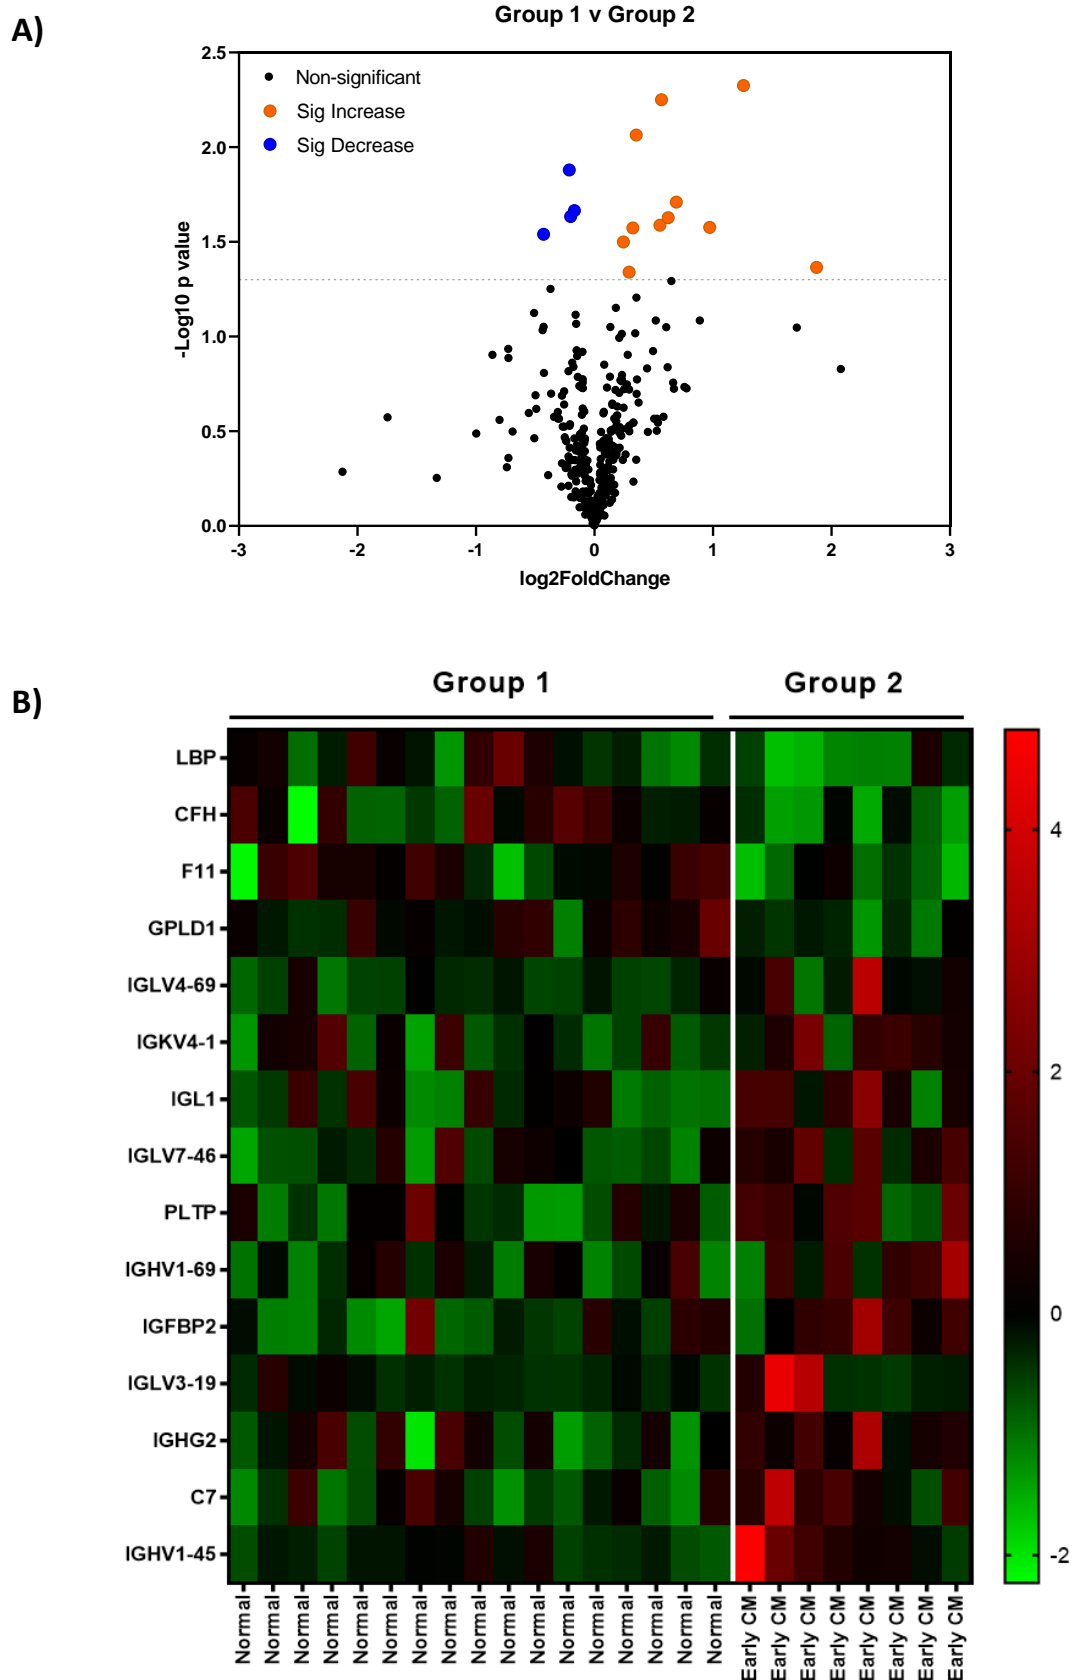 A)
Group 1 v Group 2
2.5
2.0
1.5
1.0
0.5
0.0
-Log10 p value
Non-significant
Sig Increase
Sig Decrease
-3 -2 -1 0 1 2 3
log2FoldChange
B)
Group 1 Group 2
LBP
CFH
F11
GPLD1
IGLV4-69
IGKV4-1
IGL1
IGLV7-46
PLTP
IGHV1-69
IGFBP2
IGLV3-19
IGHG2
C7
IGHV1-45
4
2
0
-2
Normal Normal Normal Normal Normal Normal Normal Normal Normal Normal Normal Normal Normal Normal Normal Normal Normal Early CM Early CM Early CM Early CM Early CM Early CM Early CM Early CM